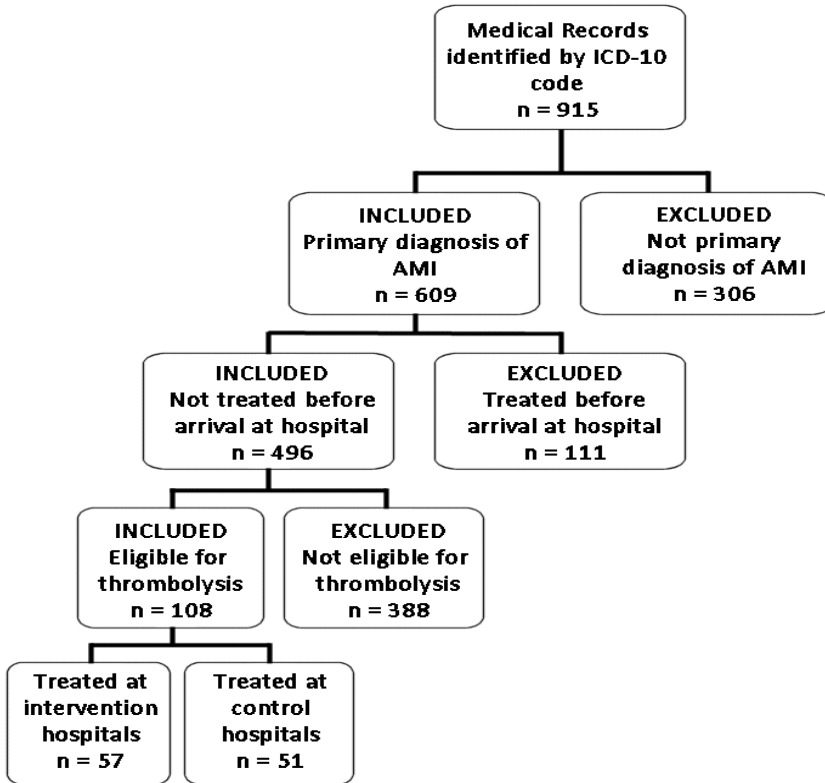 Medical Records
identified by ICD-10
code
n = 915
INCLUDED
Primary diagnosis of
AMI
n = 609
EXCLUDED
Not primary
diagnosis of AMI
n = 306
INCLUDED
Not treated before
arrival at hospital
n = 496
EXCLUDED
Treated before
arrival at hospital
n = 111
INCLUDED
Eligible for
thrombolysis
n = 108
EXCLUDED
Not eligible for
thrombolysis
n = 388
Treated at
intervention
hospitals
n = 57
Treated at
control
hospitals
n = 51